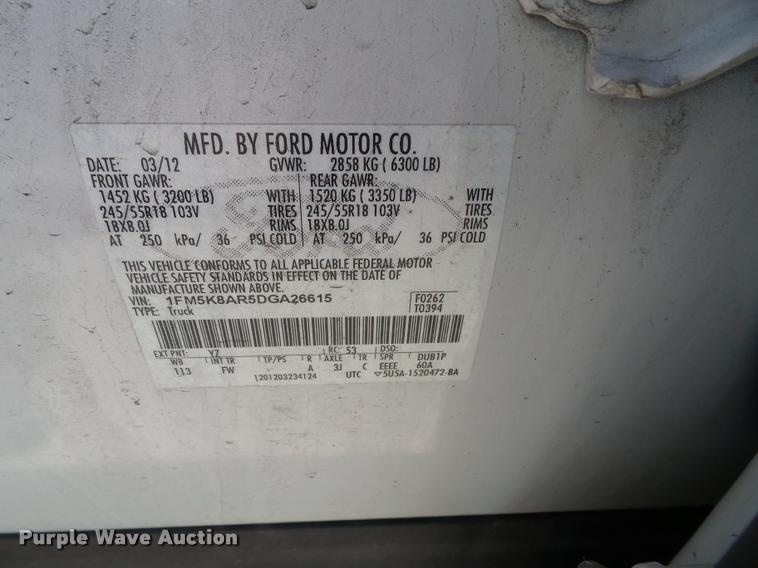 MFD. BY FORD MOTOR CO.
DATE: 03/12 GVWR: 2858 KG ( 6300 LB)
FRONT GAWR: REAR GAWR:
1452 KG ( 3200 LB) WITH 1520 KG ( 3350 LB) WITH
245/55R18 103V TIRES 245/55R18 103V TIRES
18X8.0J RIMS 18X8.0J RIMS
AT 250 kPa/ 36 PSI COLD AT 250 kPa/ 36 PSI COLD
THIS VEHICLE CONFORMS TO ALL APPLICABLE FEDERAL MOTOR
VEHICLE SAFETY STANDARDS IN EFFECT ON THE DATE OF
MANUFACTURE SHOWN ABOVE.
VIN: 1FM5K8AR5DGA26615 F0262
TYPE: Truck T0394
EXT PNT: YZ RC: 53 DSO:
WB INT TR TP/PS R AXLE TR SPR DUB1P
113 FW A 3J C EEEE 60A
1201203234124 UTC ▽5U5A-1520472-BA
Ford
Purple Wave Auction